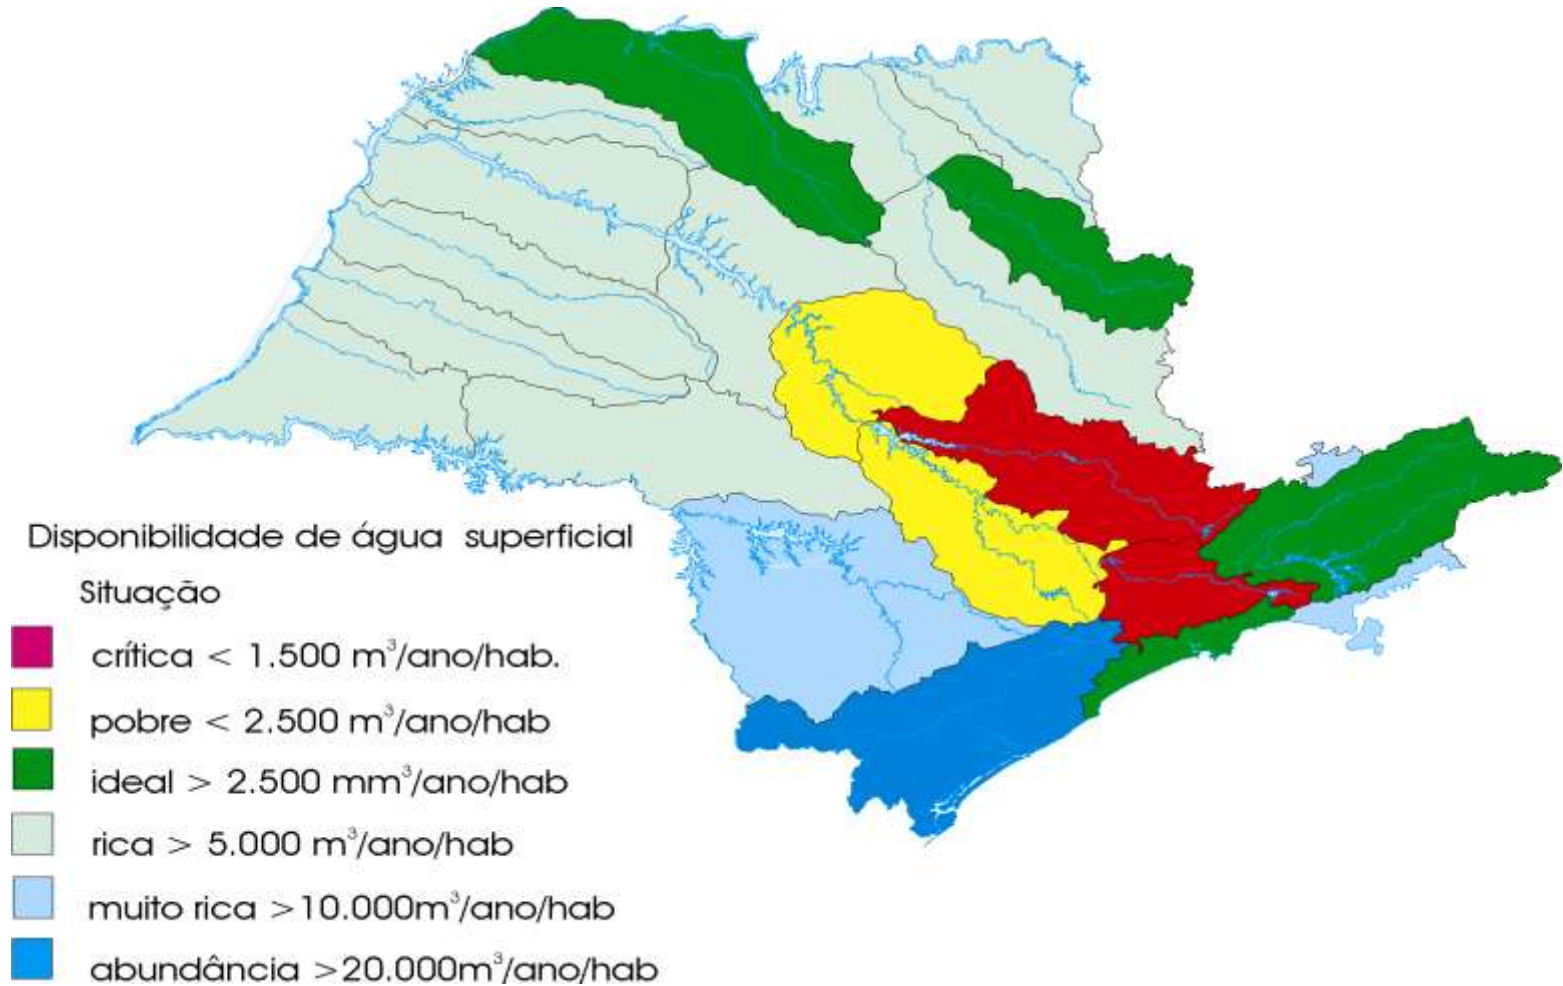 Disponibilidade de água superficial
Situação
crítica < 1.500 m³/ano/hab.
pobre < 2.500 m³/ano/hab
ideal > 2.500 mm³/ano/hab
rica > 5.000 m³/ano/hab
muito rica >10.000m³/ano/hab
abundância >20.000m³/ano/hab